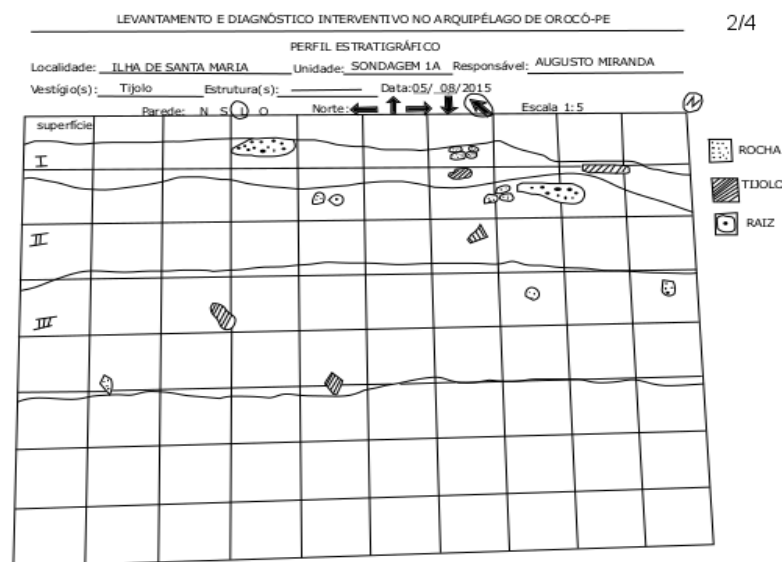 LEVANTAMENTO E DIAGNÓSTICO INTERVENTIVO NO ARQUIPÉLAGO DE OROCÓ-PE
2/4
PERFIL ESTRATIGRÁFICO
Localidade: ILHA DE SANTA MARIA Unidade: SONDAGEM 1A Responsável: AUGUSTO MIRANDA
Vestígio(s): Tijolo Estrutura(s): Data:05/ 08/2015
Parede: N S L O Norte: Escala 1:5
N
superfície
I
ROCHA
TIJOLO
II
RAIZ
III